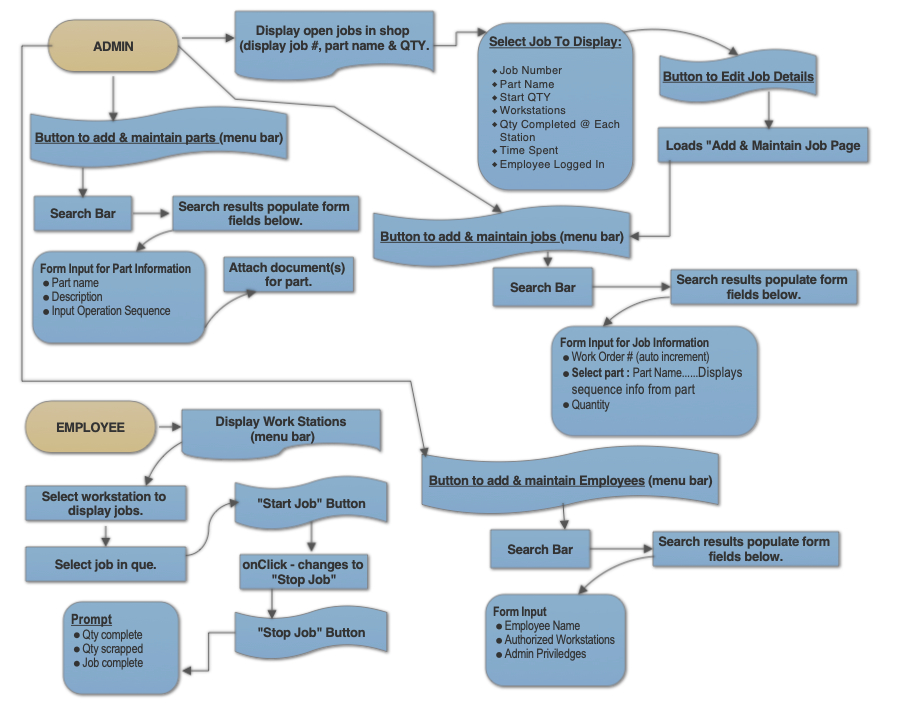 ADMIN
Display open jobs in shop
(display job #, part name & QTY.
Select Job To Display:
◆ Job Number
◆ Part Name
◆ Start QTY
◆ Workstations
◆ Qty Completed @ Each
Station
◆ Time Spent
◆ Employee Logged In
Button to Edit Job Details
Loads "Add & Maintain Job Page
Button to add & maintain parts (menu bar)
Search Bar
Search results populate form
fields below.
Form Input for Part Information
● Part name
● Description
● Input Operation Sequence
Attach document(s)
for part.
Button to add & maintain jobs (menu bar)
Search Bar
Search results populate form
fields below.
Form Input for Job Information
● Work Order # (auto increment)
● Select part : Part Name......Displays
sequence info from part
● Quantity
EMPLOYEE
Display Work Stations
(menu bar)
Select workstation to
display jobs.
Select job in que.
"Start Job" Button
onClick - changes to
"Stop Job"
"Stop Job" Button
Prompt
● Qty complete
● Qty scrapped
● Job complete
Button to add & maintain Employees (menu bar)
Search Bar
Search results populate form
fields below.
Form Input
● Employee Name
● Authorized Workstations
● Admin Priviledges